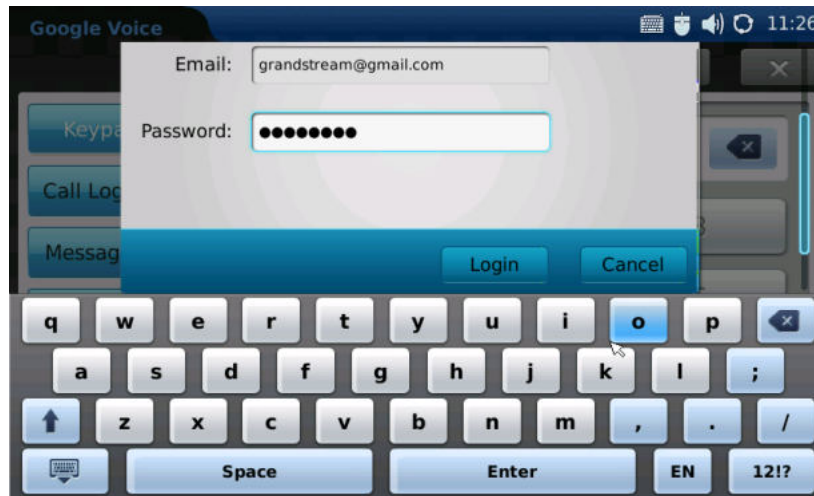 Google Voice 11:26
Email: grandstream@gmail.com
Keypa
Password: ●●●●●●●●
Call Log
Messag
Login Cancel
q w e r t y u i o p
a s d f g h j k l ;
z x c v b n m , . /
Space Enter EN 12!?